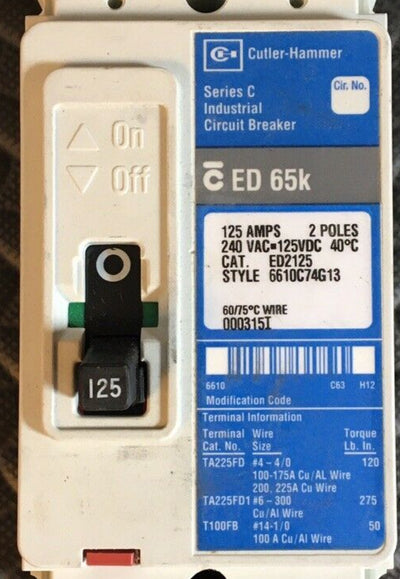 Cutler-Hammer
Series C
Industrial
Circuit Breaker
Cir. No.
On
Off
C ED 65k
125 AMPS 2 POLES
240 VAC-125VDC 40°C
CAT. ED2125
STYLE 6610C74G13
60/75°C WIRE
000315I
O
125
6610 C63 H12
Modification Code
Terminal Information
Terminal Wire Torque
Cat. No. Size Lb. In.
TA225FD #4-4/0 120
100-175A Cu/Al Wire
200, 225A Cu Wire
TA225FD1 #6-300 275
Cu/Al Wire
T100FB #14-1/0 50
100 A Cu/Al Wire